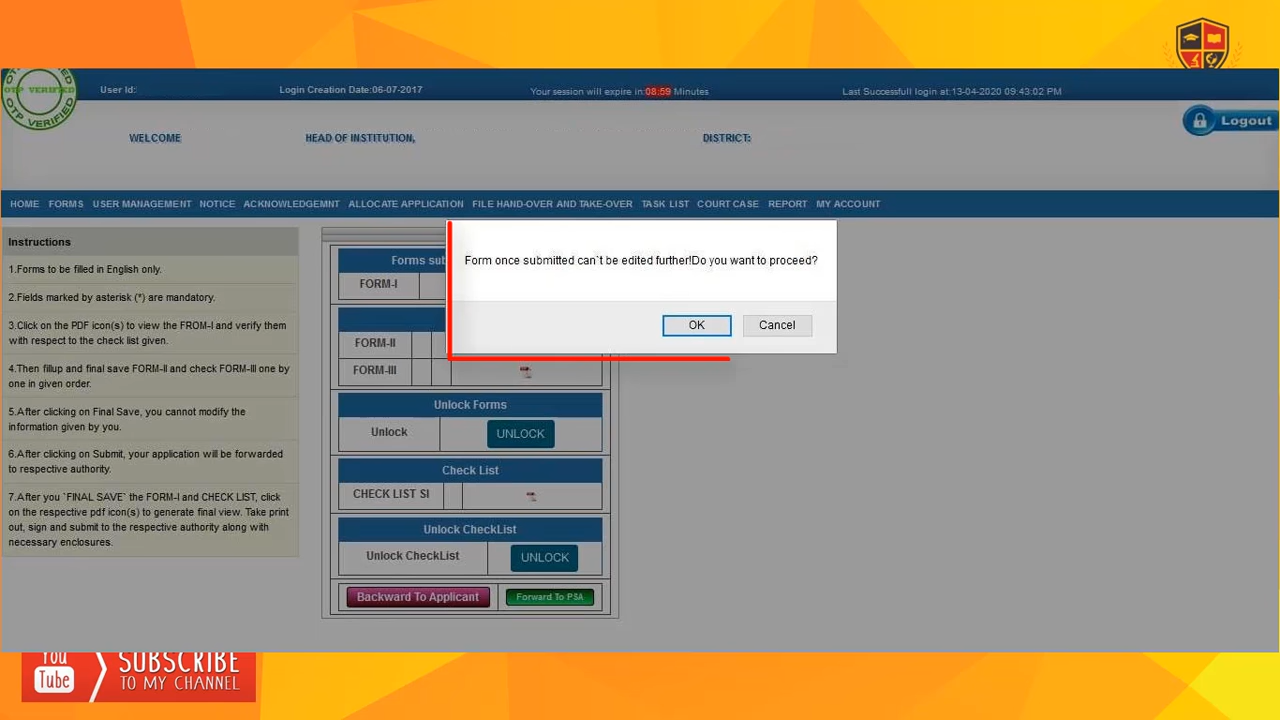 OTP VERIFIED
OTP VERIFIED
OTP VERIFIED
User Id:
Login Creation Date:06-07-2017
Your session will expire in:08:59 Minutes
Last Successfull login at:13-04-2020 09:43:02 PM
Logout
WELCOME
HEAD OF INSTITUTION,
DISTRICT:
HOME FORMS USER MANAGEMENT NOTICE ACKNOWLEDGEMNT ALLOCATE APPLICATION FILE HAND-OVER AND TAKE-OVER TASK LIST COURT CASE REPORT MY ACCOUNT
Instructions
1.Forms to be filled in English only.
2.Fields marked by asterisk (*) are mandatory.
3.Click on the PDF icon(s) to view the FROM-I and verify them
with respect to the check list given.
4.Then fillup and final save FORM-II and check FORM-III one by
one in given order.
5.After clicking on Final Save, you cannot modify the
information given by you.
6.After clicking on Submit, your application will be forwarded
to respective authority.
7.After you `FINAL SAVE` the FORM-I and CHECK LIST, click
on the respective pdf icon(s) to generate final view. Take print
out, sign and submit to the respective authority along with
necessary enclosures.
Forms sub
FORM-I
FORM-II
FORM-III
Unlock Forms
Unlock UNLOCK
Check List
CHECK LIST SI
Unlock CheckList
Unlock CheckList UNLOCK
Backward To Applicant Forward To PSA
Form once submitted can`t be edited further!Do you want to proceed?
OK Cancel
You Tube
SUBSCRIBE
TO MY CHANNEL